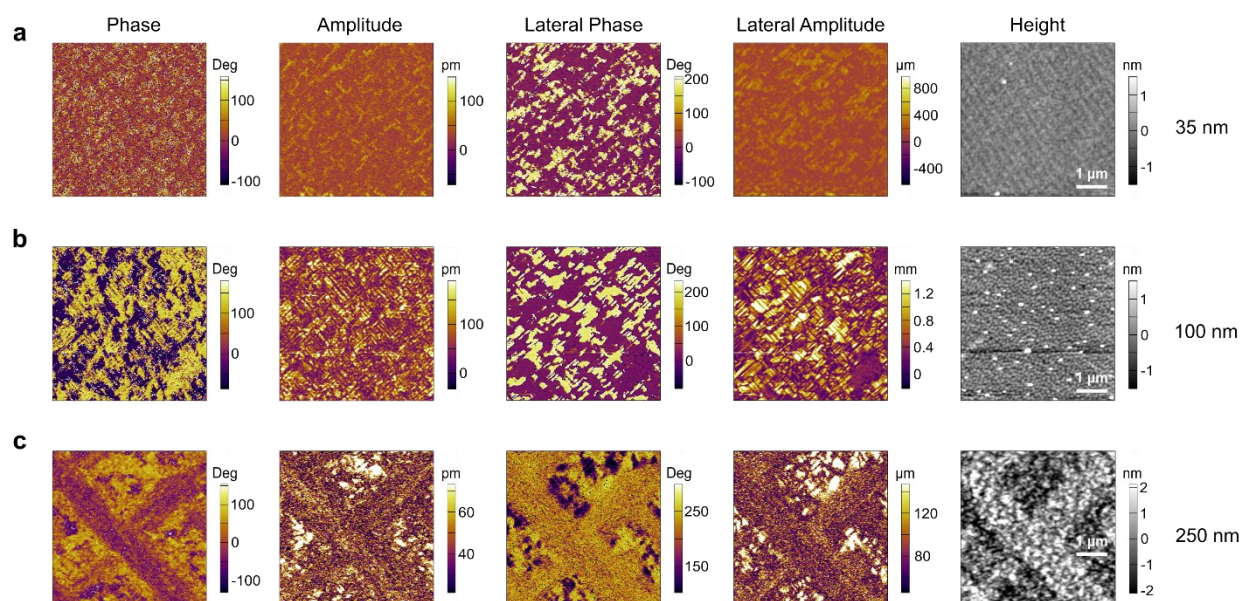 Phase Amplitude Lateral Phase Lateral Amplitude Height
a
Deg
100
0
-100
pm
100
0
Deg
200
100
0
-100
µm
800
400
0
-400
nm
1
0
-1
1 µm
35 nm
b
Deg
100
0
pm
100
0
Deg
200
100
0
mm
1.2
0.8
0.4
0
nm
1
0
-1
1 µm
100 nm
c
Deg
100
0
-100
pm
60
40
Deg
250
150
µm
120
80
nm
2
1
0
-1
-2
1 µm
250 nm